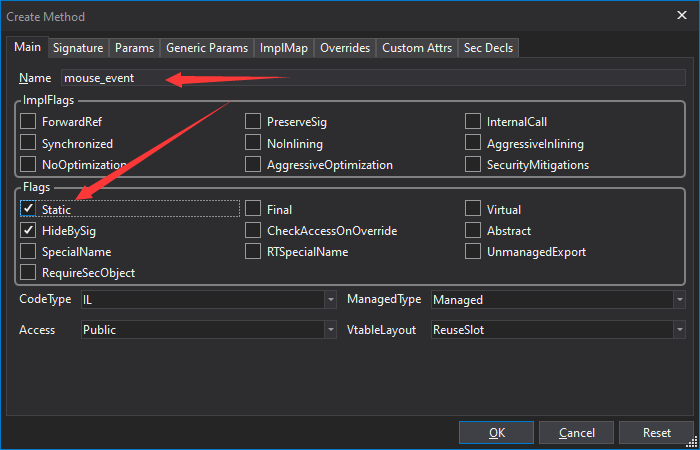 Create Method
Main Signature Params Generic Params ImplMap Overrides Custom Attrs Sec Decls
Name mouse_event
ImplFlags
ForwardRef PreserveSig InternalCall
Synchronized NoInlining AggressiveInlining
NoOptimization AggressiveOptimization SecurityMitigations
Flags
Static Final Virtual
HideBySig CheckAccessOnOverride Abstract
SpecialName RTSpecialName UnmanagedExport
RequireSecObject
CodeType IL ManagedType Managed
Access Public VtableLayout ReuseSlot
OK Cancel Reset